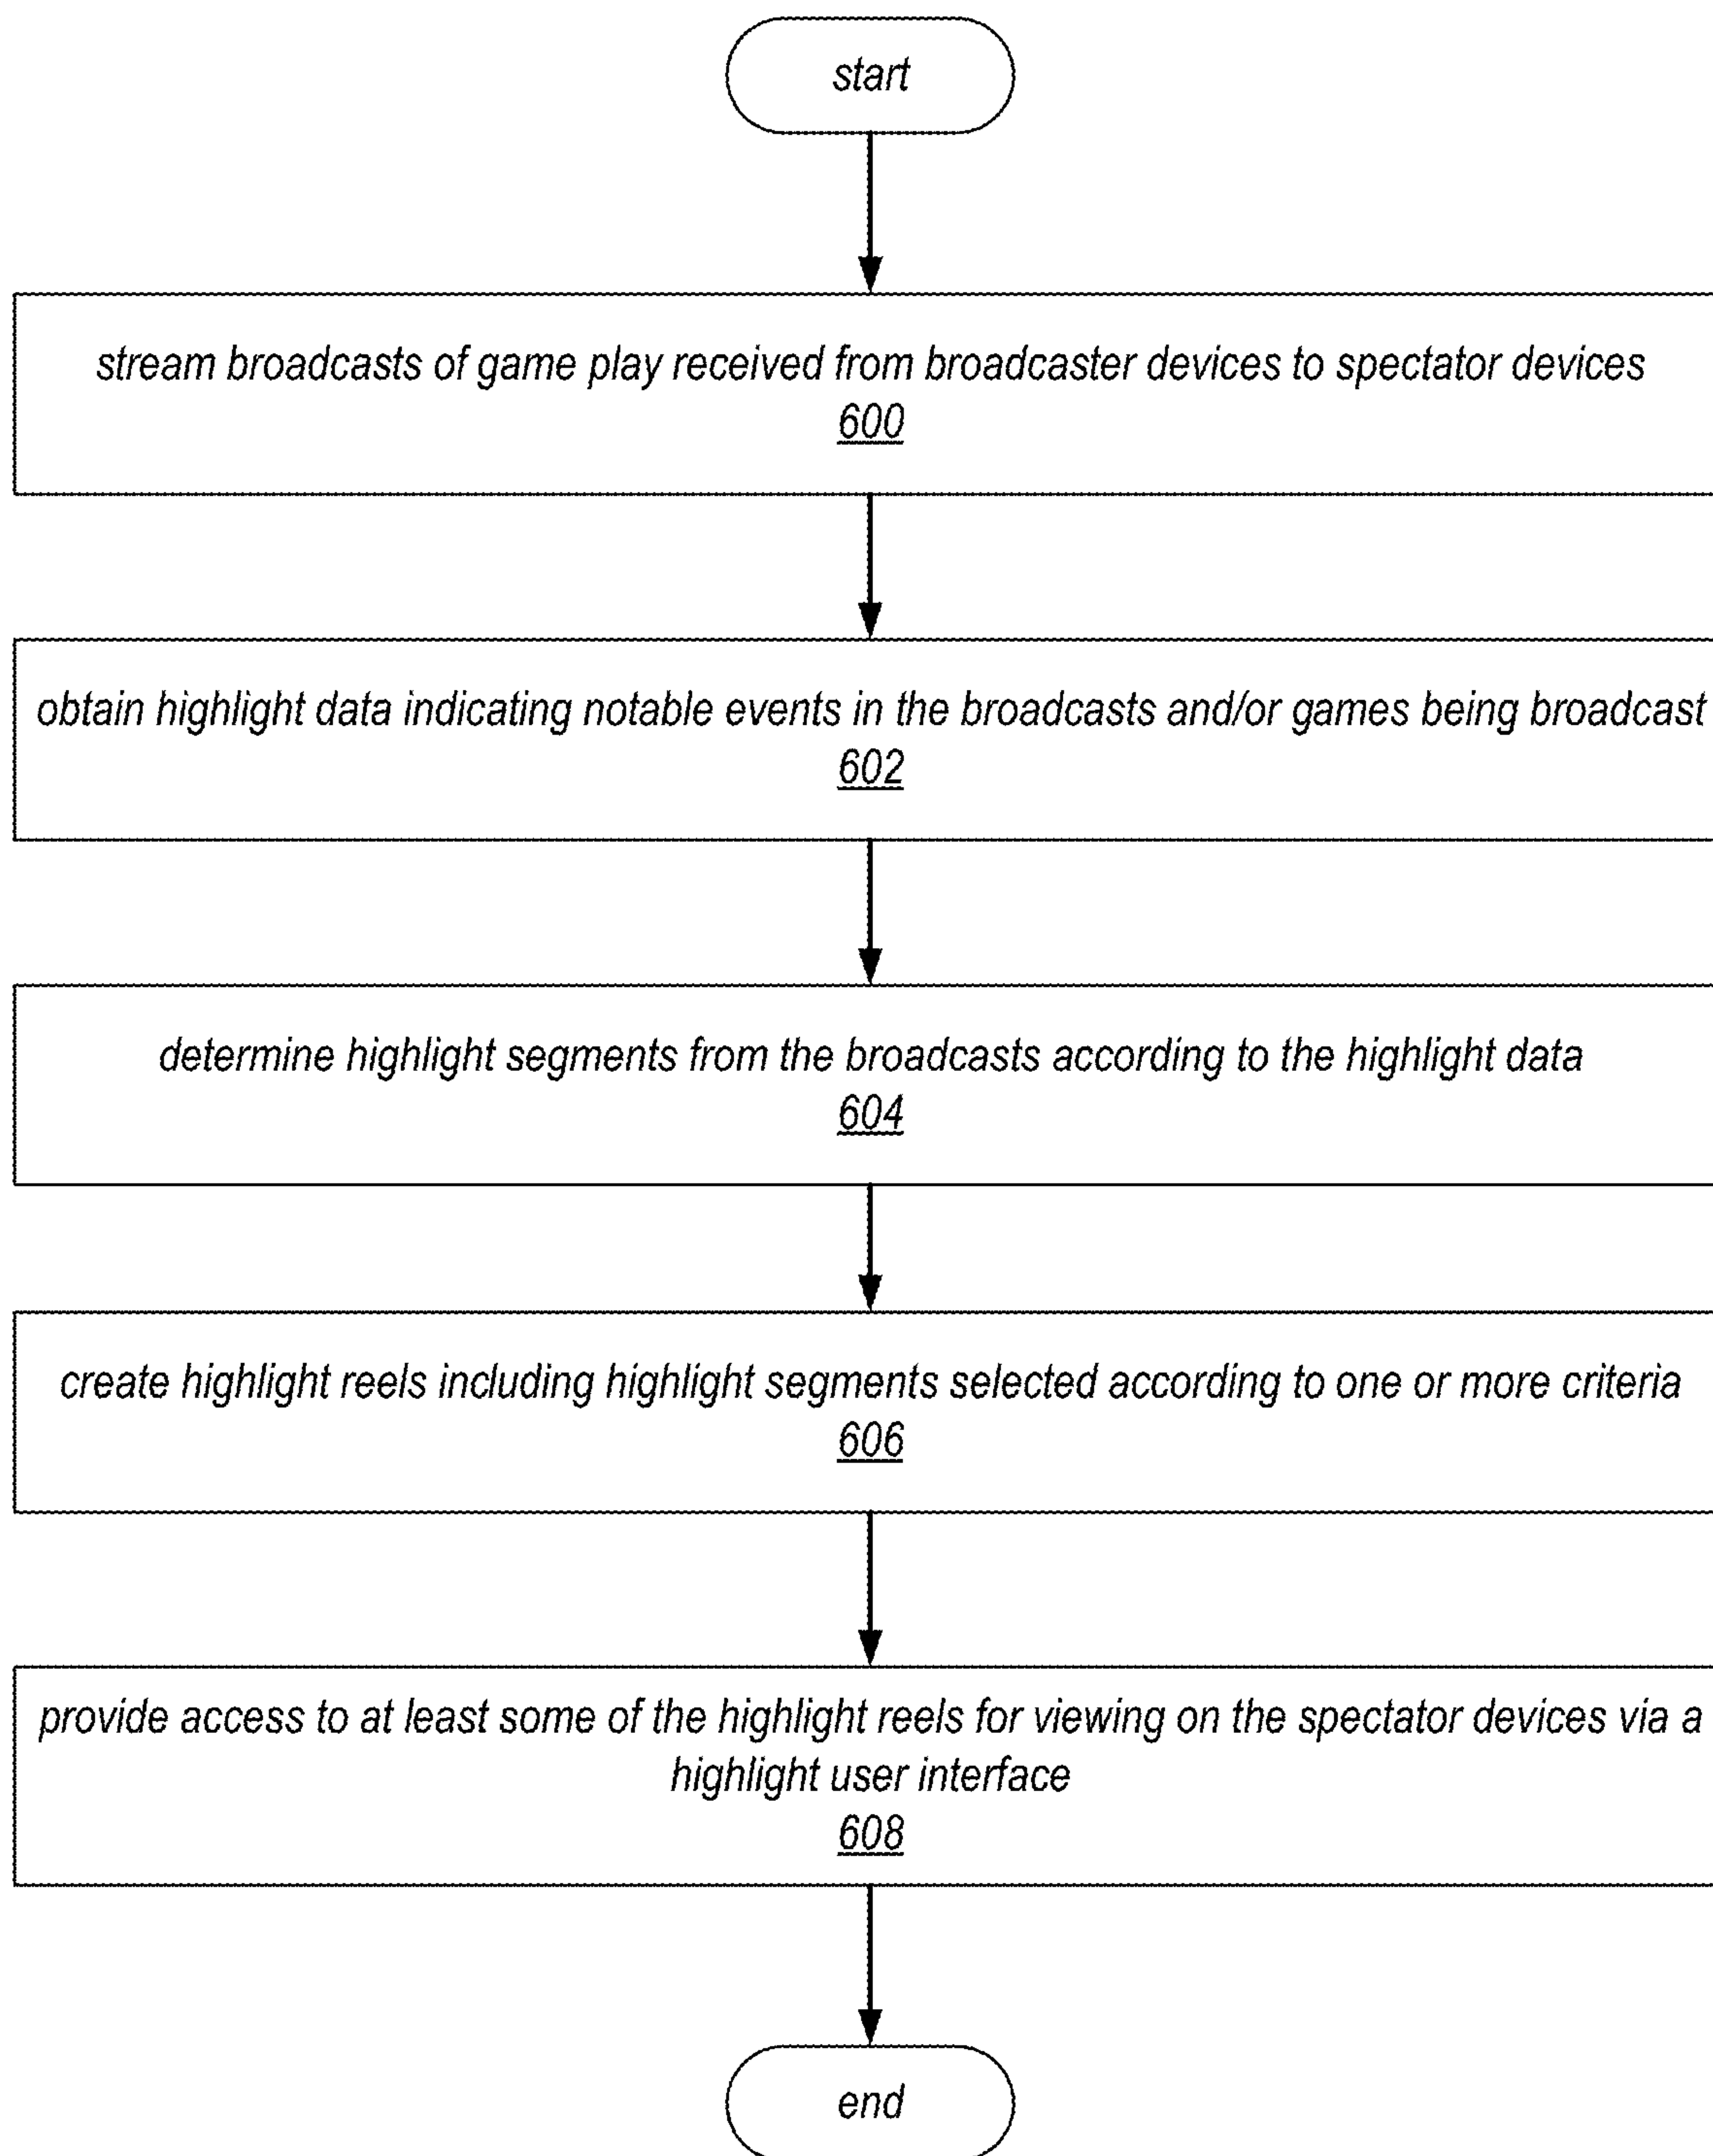 start
stream broadcasts of game play received from broadcaster devices to spectator devices
600
obtain highlight data indicating notable events in the broadcasts and/or games being broadcast
602
determine highlight segments from the broadcasts according to the highlight data
604
create highlight reels including highlight segments selected according to one or more criteria
606
provide access to at least some of the highlight reels for viewing on the spectator devices via a
highlight user interface
608
end